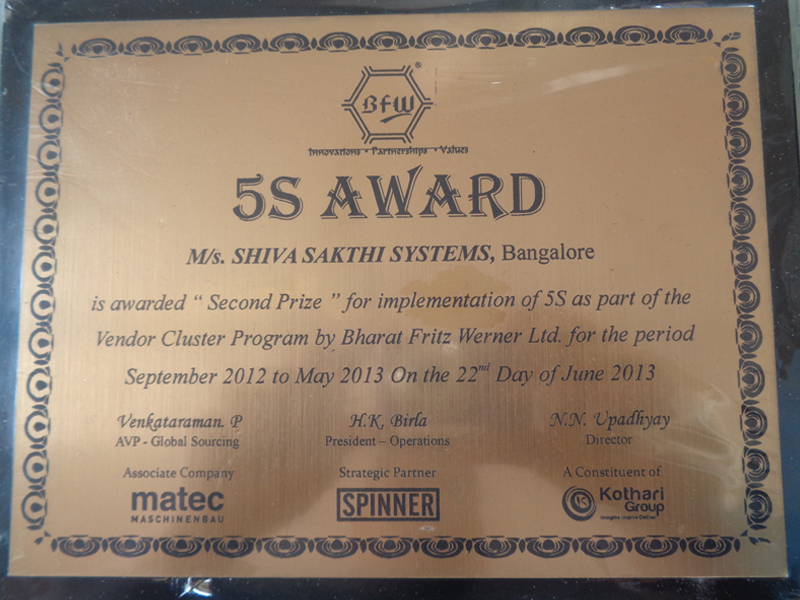 BFW ®
Innovations • Partnerships • Values
5S AWARD
M/s. SHIVA SAKTHI SYSTEMS, Bangalore
is awarded “ Second Prize ” for implementation of 5S as part of the
Vendor Cluster Program by Bharat Fritz Werner Ltd. for the period
September 2012 to May 2013 On the 22nd Day of June 2013
Venkataraman. P H.K. Birla N.N. Upadhyay
AVP - Global Sourcing President – Operations Director
Associate Company Strategic Partner A Constituent of
matec SPINNER K Kothari
MASCHINENBAU Group
Imagine Inspire Deliver